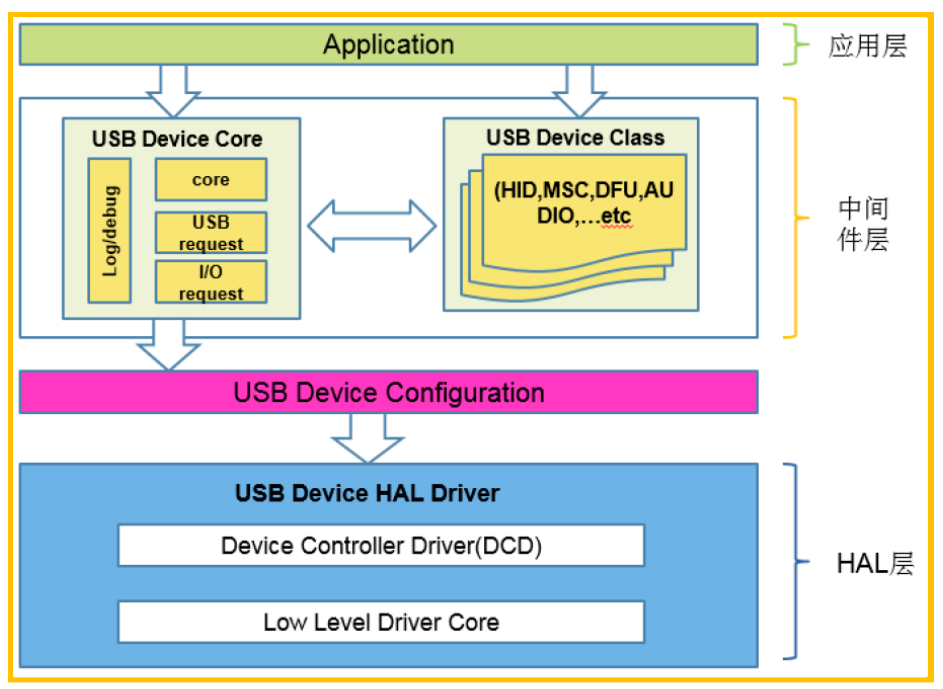 Application
应用层
USB Device Core
Log/debug
core
USB
request
I/O
request
USB Device Class
(HID,MSC,DFU,AU
DIO,...etc
中间
件层
USB Device Configuration
USB Device HAL Driver
Device Controller Driver(DCD)
Low Level Driver Core
HAL层